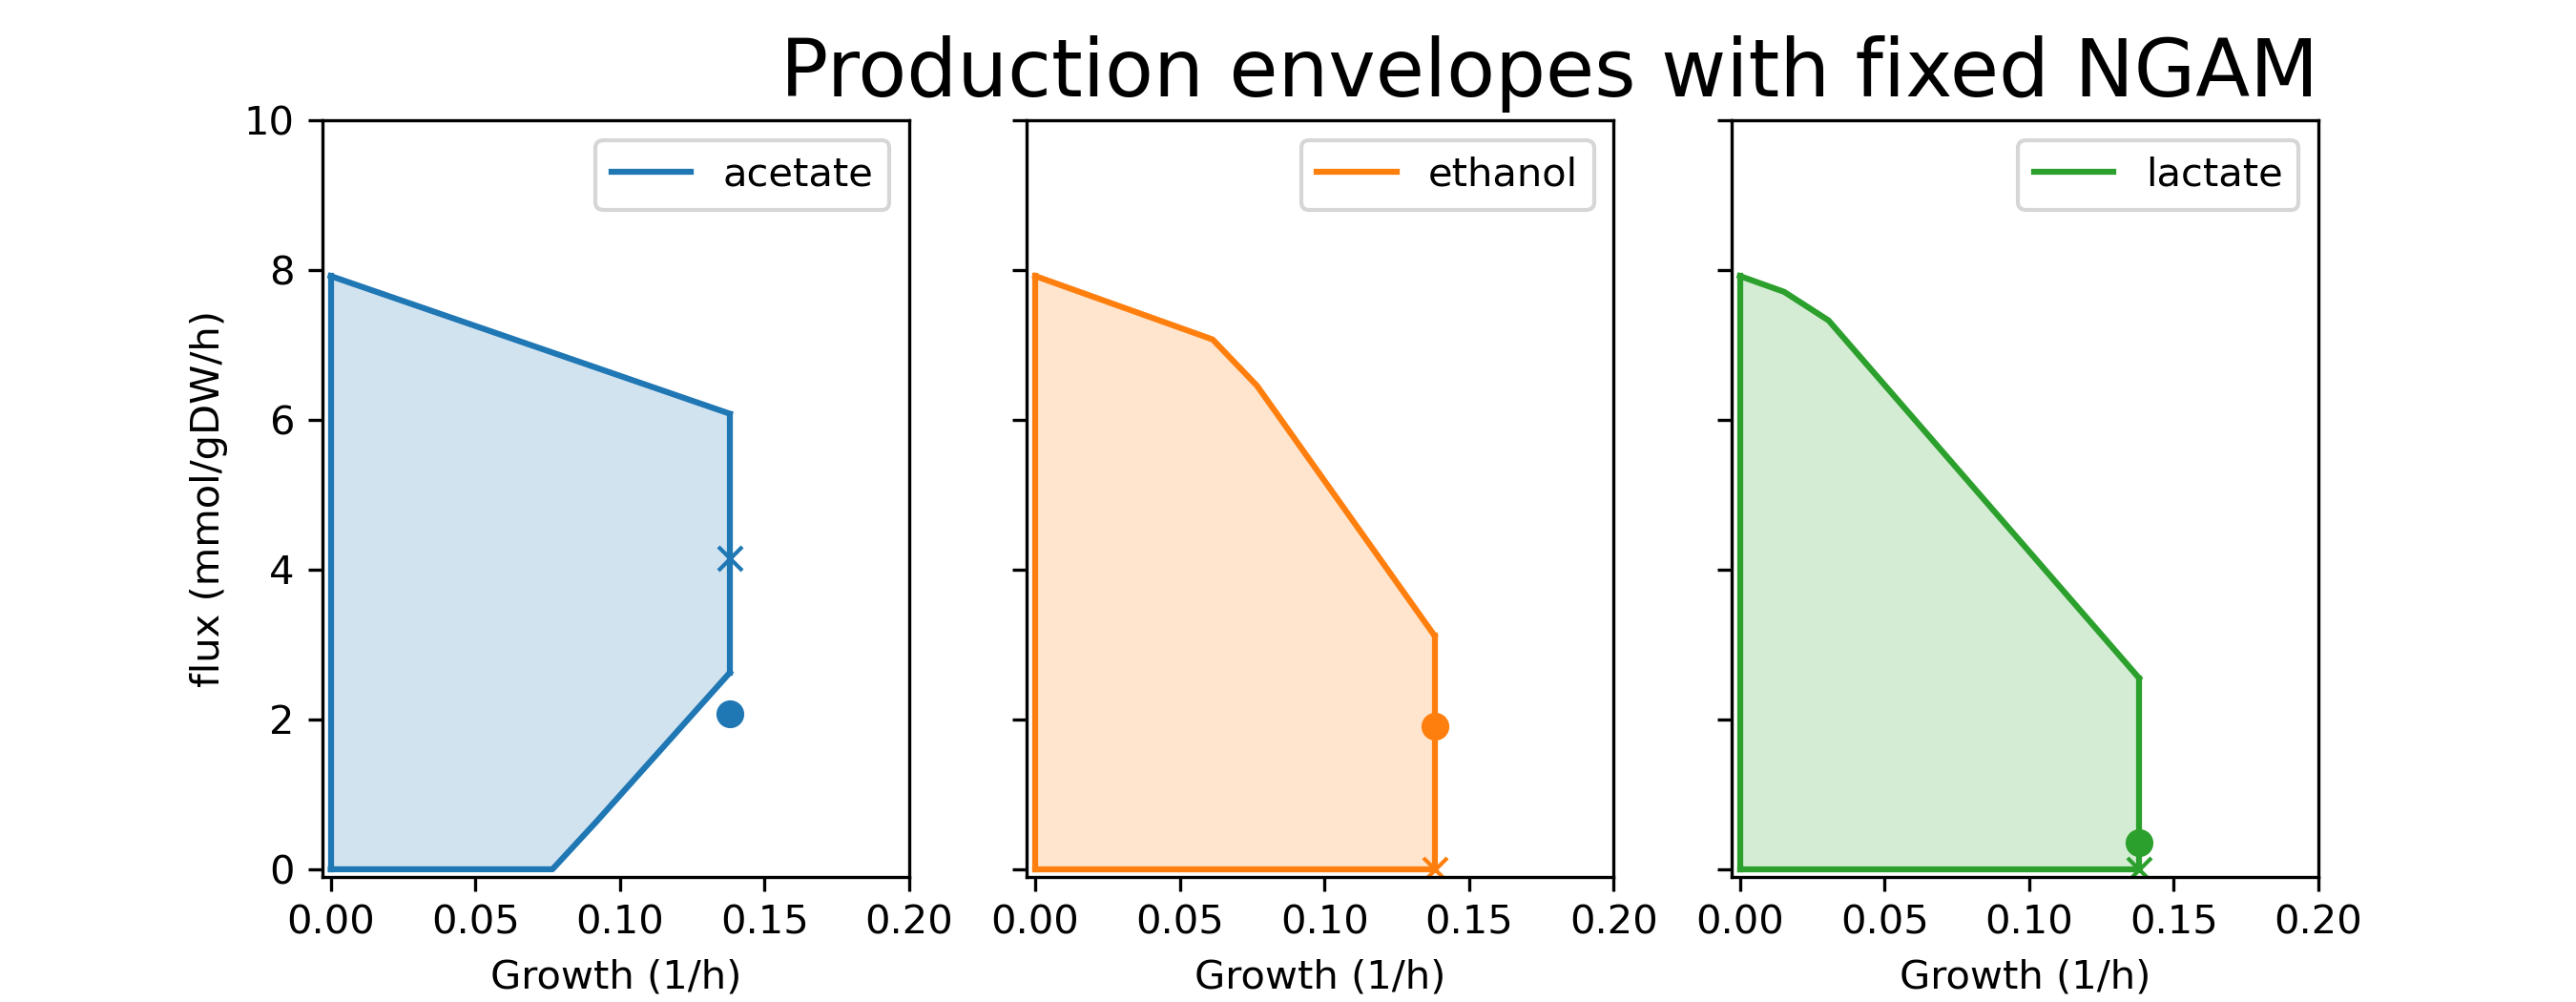 Production envelopes with fixed NGAM
acetate
ethanol
lactate
flux (mmol/gDW/h)
10
8
6
4
2
0
0.00 0.05 0.10 0.15 0.20
0.00 0.05 0.10 0.15 0.20
0.00 0.05 0.10 0.15 0.20
Growth (1/h)
Growth (1/h)
Growth (1/h)